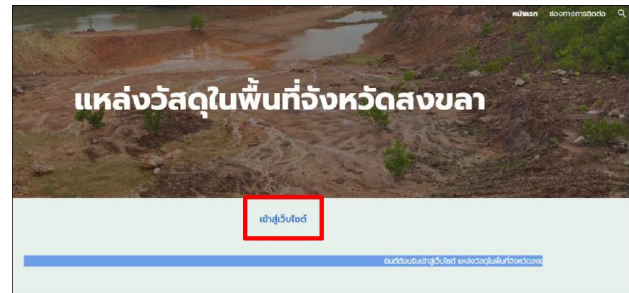 หน้าแรก ช่องทางการติดต่อ
แหล่งวัสดุในพื้นที่จังหวัดสงขลา
เข้าสู่เว็บไซต์
ยินดีต้อนรับเข้าสู่เว็บไซต์ แหล่งวัสดุในพื้นที่จังหวัดสงข